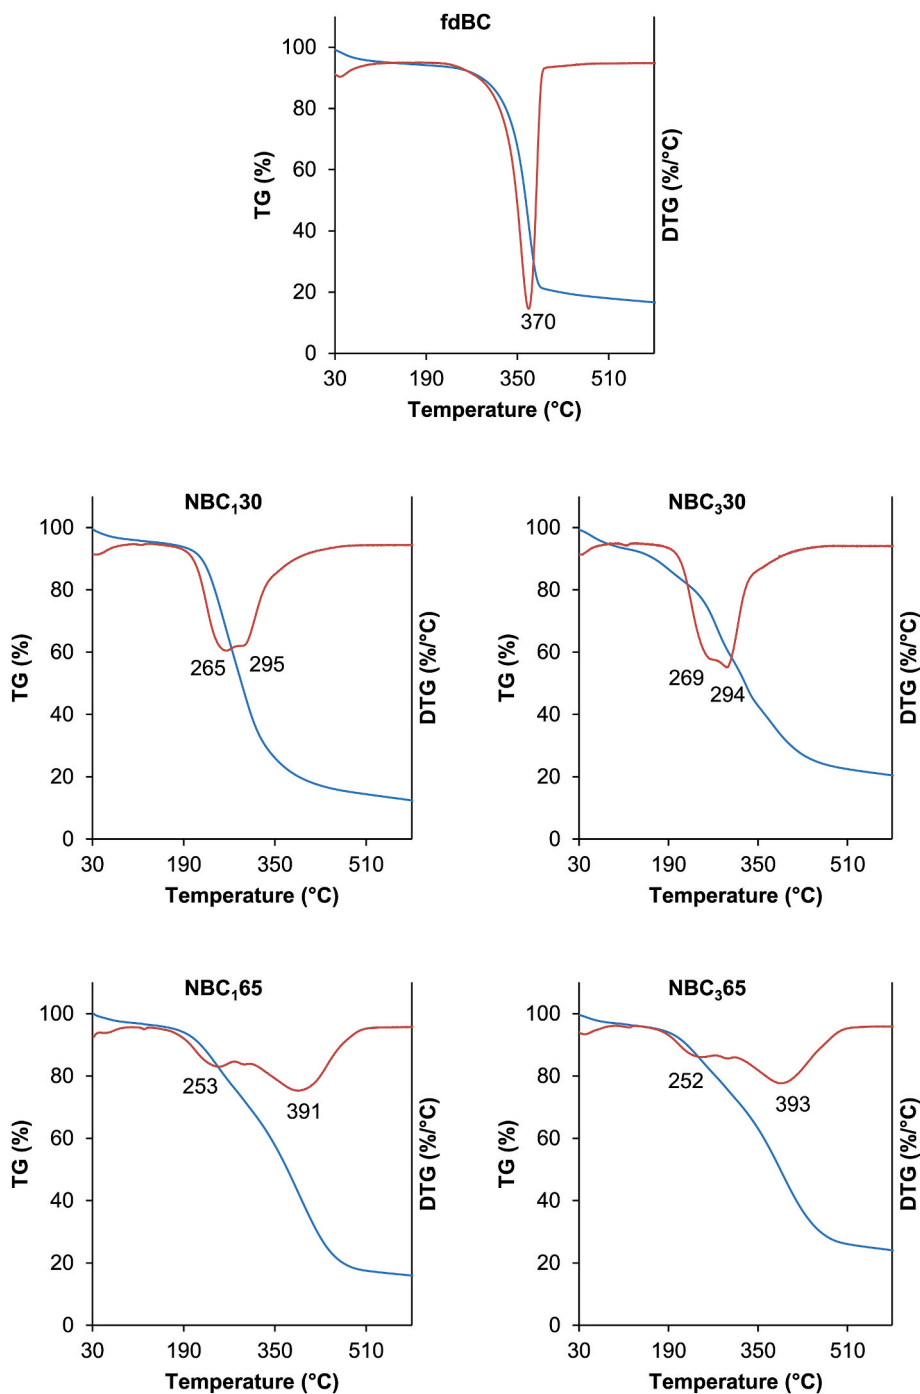 fdBC
100
80
60
40
20
0
TG (%)
DTG (%/°C)
370
30 190 350 510
Temperature (°C)
NBC₁30
100
80
60
40
20
0
TG (%)
DTG (%/°C)
265 295
30 190 350 510
Temperature (°C)
NBC₃30
100
80
60
40
20
0
TG (%)
DTG (%/°C)
269
294
30 190 350 510
Temperature (°C)
NBC₁65
100
80
60
40
20
0
TG (%)
DTG (%/°C)
253
391
30 190 350 510
Temperature (°C)
NBC₃65
100
80
60
40
20
0
TG (%)
DTG (%/°C)
252
393
30 190 350 510
Temperature (°C)